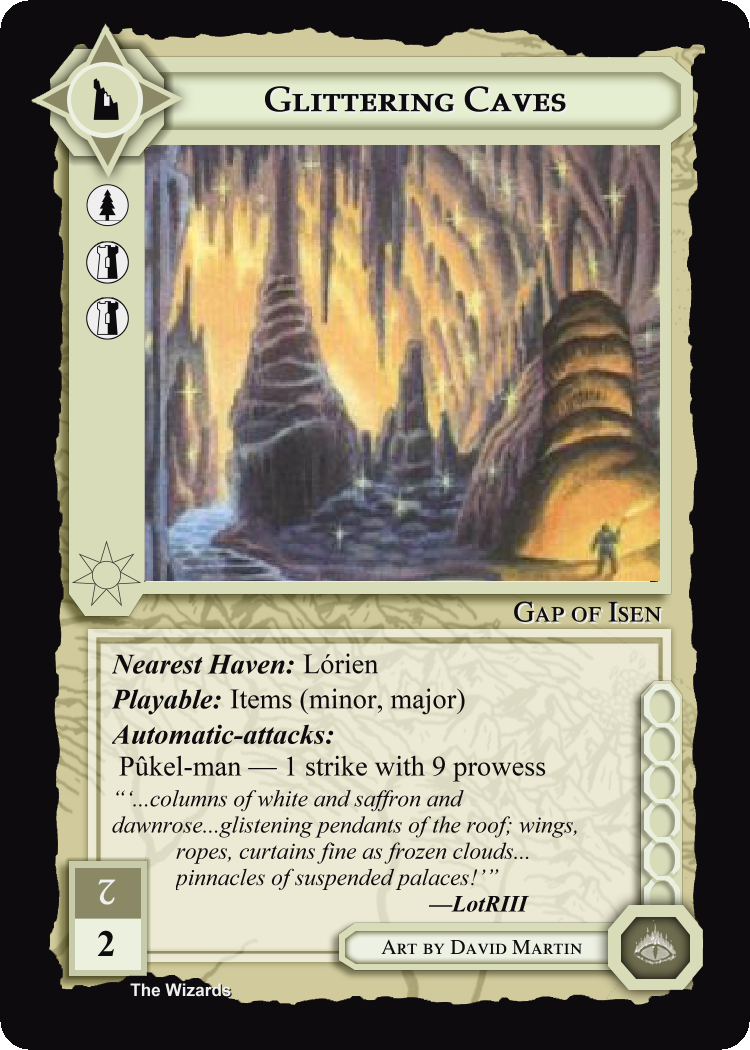 Glittering Caves
Gap of Isen
Nearest Haven: Lórien
Playable: Items (minor, major)
Automatic-attacks:
Pûkel-man — 1 strike with 9 prowess
“‘...columns of white and saffron and
dawnrose...glistening pendants of the roof; wings,
ropes, curtains fine as frozen clouds...
pinnacles of suspended palaces!’”
—LotRIII
2
2
Art by David Martin
The Wizards